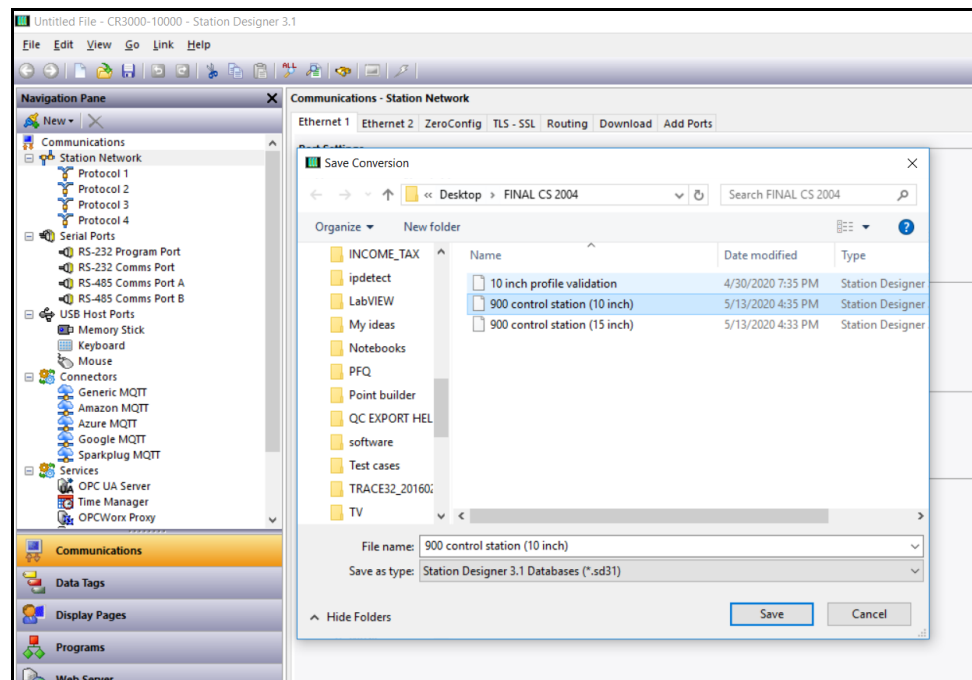 Untitled File - CR3000-10000 - Station Designer 3.1
File Edit View Go Link Help
Navigation Pane
New
Communications
Station Network
Protocol 1
Protocol 2
Protocol 3
Protocol 4
Serial Ports
RS-232 Program Port
RS-232 Comms Port
RS-485 Comms Port A
RS-485 Comms Port B
USB Host Ports
Memory Stick
Keyboard
Mouse
Connectors
Generic MQTT
Amazon MQTT
Azure MQTT
Google MQTT
Sparkplug MQTT
Services
OPC UA Server
Time Manager
OPCWorx Proxy
Communications
Data Tags
Display Pages
Programs
Web Server
Communications - Station Network
Ethernet 1 Ethernet 2 ZeroConfig TLS - SSL Routing Download Add Ports
Port Settings
Save Conversion
« Desktop > FINAL CS 2004
Search FINAL CS 2004
Organize New folder
INCOME_TAX
ipdetect
LabVIEW
My ideas
Notebooks
PFQ
Point builder
QC EXPORT HEL
software
Test cases
TRACE32_201602
TV
Name Date modified Type
10 inch profile validation 4/30/2020 7:35 PM Station Designer
900 control station (10 inch) 5/13/2020 4:35 PM Station Designer
900 control station (15 inch) 5/13/2020 4:33 PM Station Designer
File name: 900 control station (10 inch)
Save as type: Station Designer 3.1 Databases (*.sd31)
Hide Folders Save Cancel